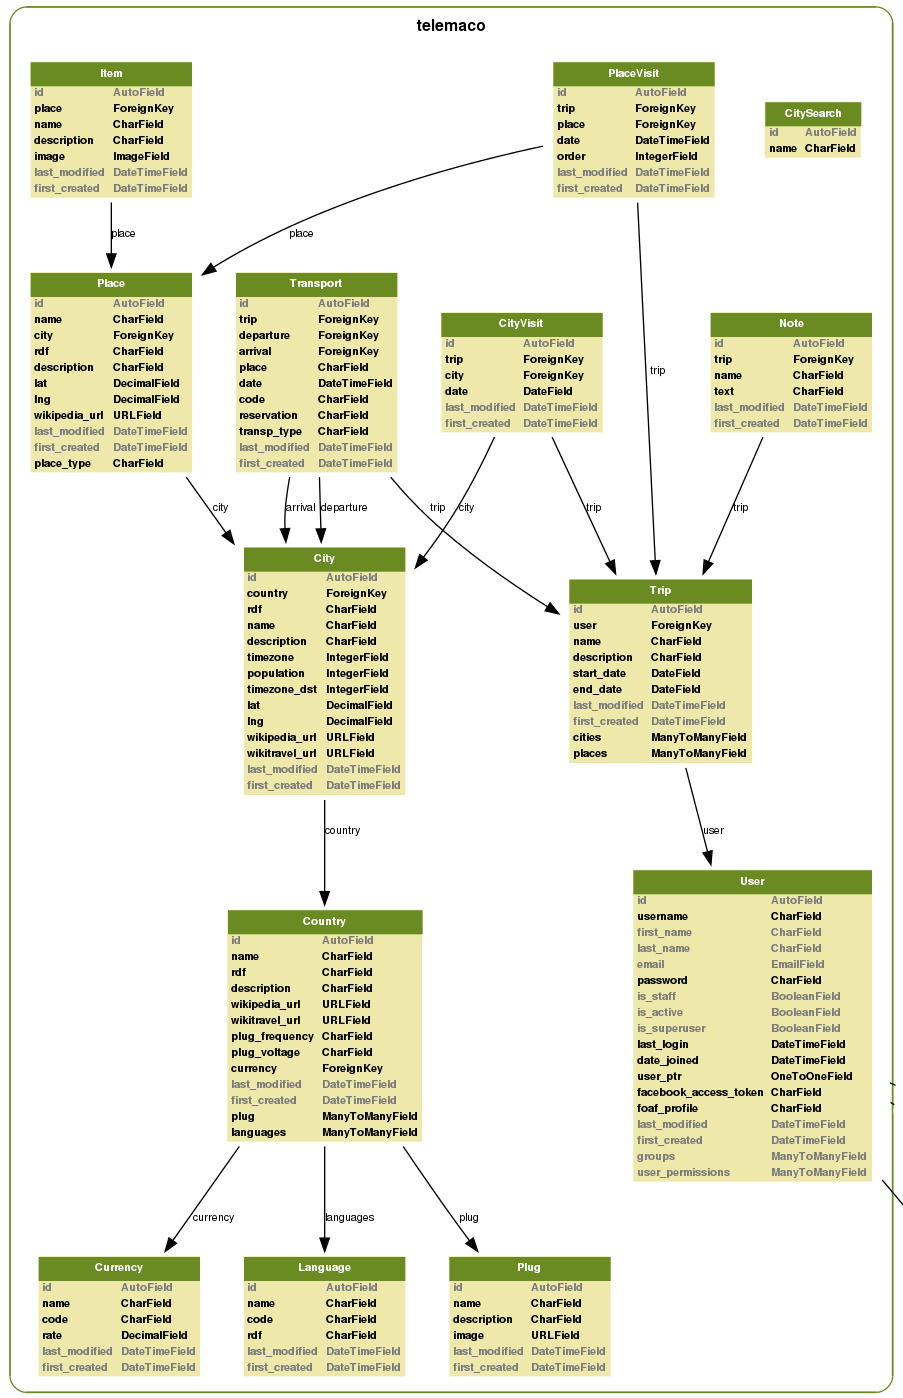 telemaco
Item
id AutoField
place ForeignKey
name CharField
description CharField
image ImageField
last_modified DateTimeField
first_created DateTimeField
PlaceVisit
id AutoField
trip ForeignKey
place ForeignKey
date DateTimeField
order IntegerField
last_modified DateTimeField
first_created DateTimeField
CitySearch
id AutoField
name CharField
place
place
trip
Place
id AutoField
name CharField
city ForeignKey
rdf CharField
description CharField
lat DecimalField
lng DecimalField
wikipedia_url URLField
last_modified DateTimeField
first_created DateTimeField
place_type CharField
Transport
id AutoField
trip ForeignKey
departure ForeignKey
arrival ForeignKey
place CharField
date DateTimeField
code CharField
reservation CharField
transp_type CharField
last_modified DateTimeField
first_created DateTimeField
CityVisit
id AutoField
trip ForeignKey
city ForeignKey
date DateField
last_modified DateTimeField
first_created DateTimeField
Note
id AutoField
trip ForeignKey
name CharField
text CharField
last_modified DateTimeField
first_created DateTimeField
city
arrival
departure
trip
city
trip
trip
City
id AutoField
country ForeignKey
rdf CharField
name CharField
description CharField
timezone IntegerField
population IntegerField
timezone_dst IntegerField
lat DecimalField
lng DecimalField
wikipedia_url URLField
wikitravel_url URLField
last_modified DateTimeField
first_created DateTimeField
Trip
id AutoField
user ForeignKey
name CharField
description CharField
start_date DateField
end_date DateField
last_modified DateTimeField
first_created DateTimeField
cities ManyToManyField
places ManyToManyField
country
user
Country
id AutoField
name CharField
rdf CharField
description CharField
wikipedia_url URLField
wikitravel_url URLField
plug_frequency CharField
plug_voltage CharField
currency ForeignKey
last_modified DateTimeField
first_created DateTimeField
plug ManyToManyField
languages ManyToManyField
User
id AutoField
username CharField
first_name CharField
last_name CharField
email EmailField
password CharField
is_staff BooleanField
is_active BooleanField
is_superuser BooleanField
last_login DateTimeField
date_joined DateTimeField
user_ptr OneToOneField
facebook_access_token CharField
foaf_profile CharField
last_modified DateTimeField
first_created DateTimeField
groups ManyToManyField
user_permissions ManyToManyField
currency
languages
plug
Currency
id AutoField
name CharField
code CharField
rate DecimalField
last_modified DateTimeField
first_created DateTimeField
Language
id AutoField
name CharField
code CharField
rdf CharField
last_modified DateTimeField
first_created DateTimeField
Plug
id AutoField
name CharField
description CharField
image URLField
last_modified DateTimeField
first_created DateTimeField